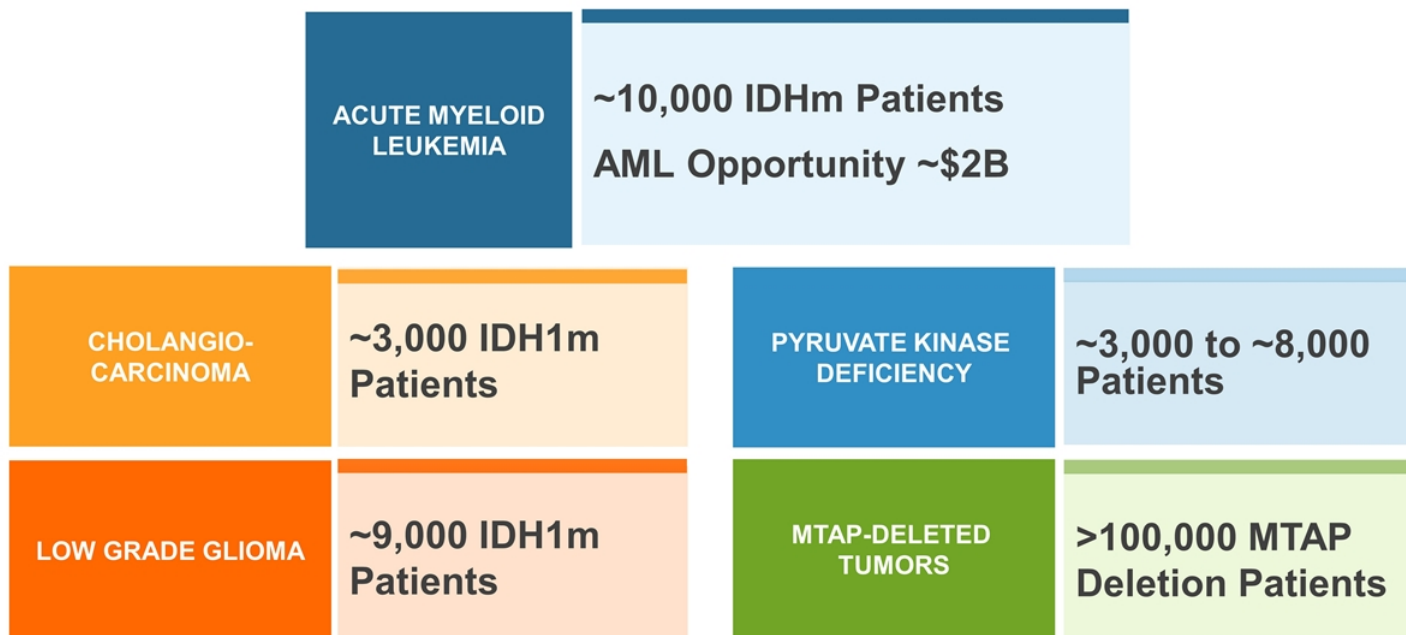 ACUTE MYELOID
LEUKEMIA
~10,000 IDHm Patients
AML Opportunity ~$2B
CHOLANGIO-
CARCINOMA
~3,000 IDH1m
Patients
PYRUVATE KINASE
DEFICIENCY
~3,000 to ~8,000
Patients
LOW GRADE GLIOMA
~9,000 IDH1m
Patients
MTAP-DELETED
TUMORS
>100,000 MTAP
Deletion Patients